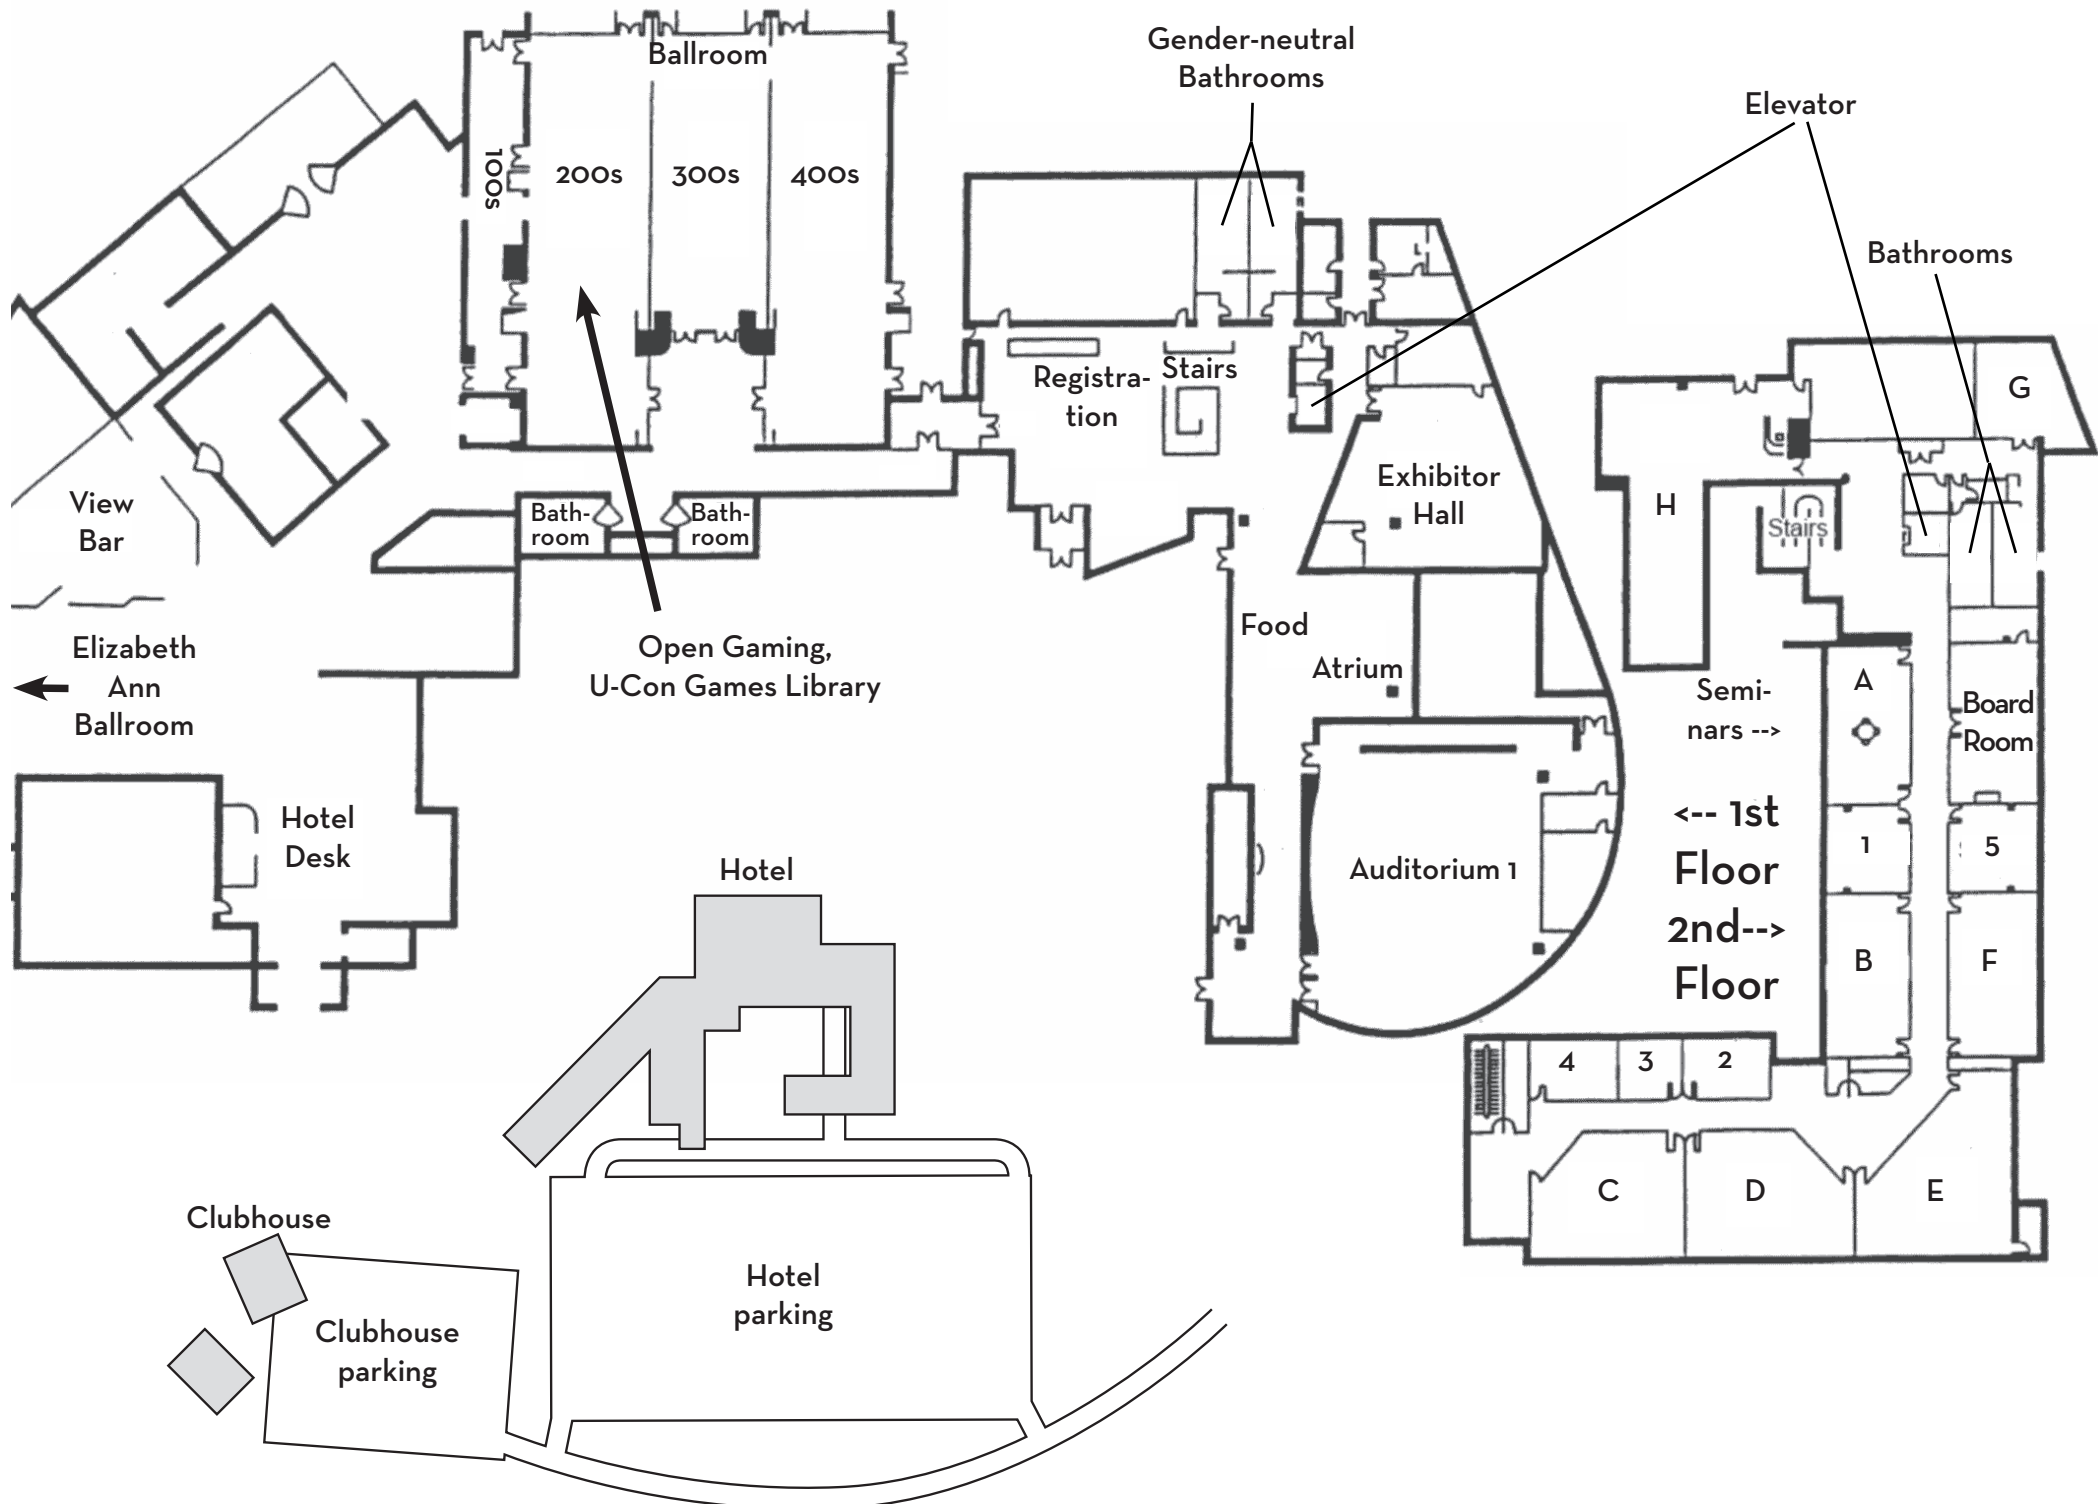 Ballroom
100s
200s
300s
400s
Gender-neutral
Bathrooms
Elevator
Bathrooms
Registra-
tion
Stairs
Exhibitor
Hall
G
H
Stairs
View
Bar
Bath-
room
Bath-
room
Elizabeth
Ann
Ballroom
Open Gaming,
U-Con Games Library
Food
Atrium
Semi-
nars -->
A
Board
Room
Hotel
Desk
<-- 1st
Floor
2nd-->
Floor
1
5
Auditorium 1
B
F
Hotel
4
3
2
C
D
E
Clubhouse
Hotel
parking
Clubhouse
parking